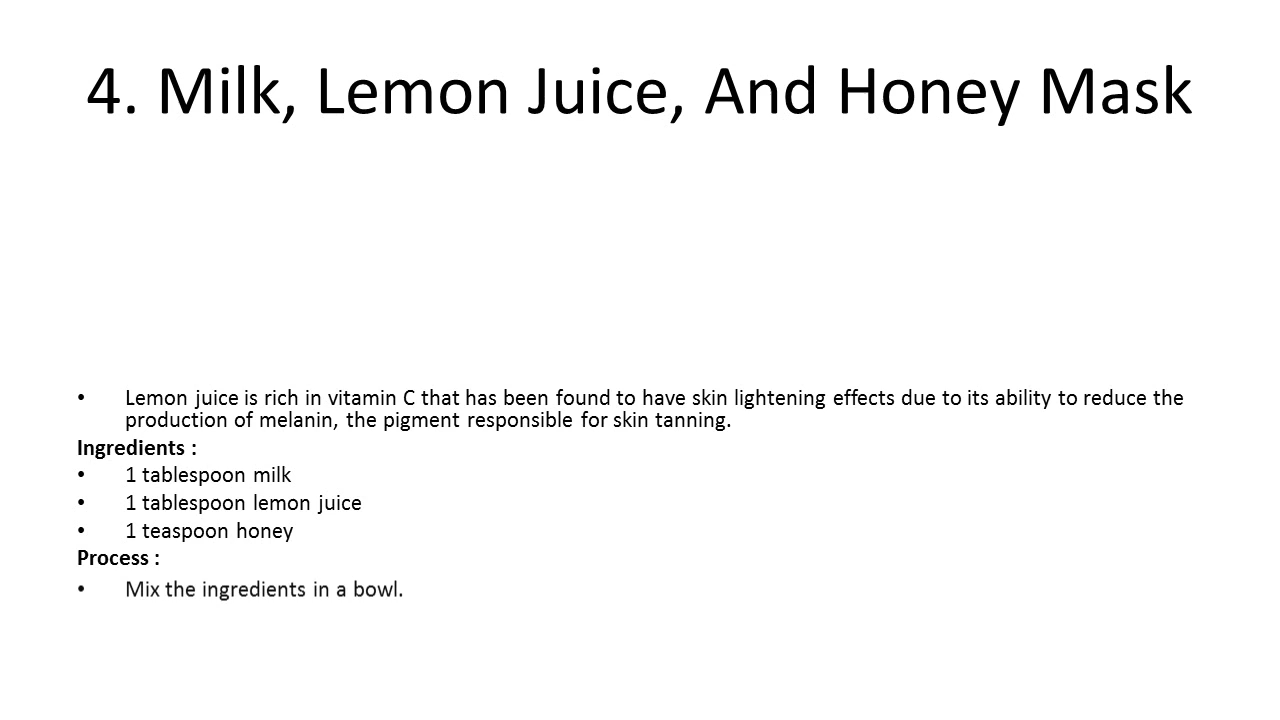 4. Milk, Lemon Juice, And Honey Mask
• Lemon juice is rich in vitamin C that has been found to have skin lightening effects due to its ability to reduce the
production of melanin, the pigment responsible for skin tanning.
Ingredients :
• 1 tablespoon milk
• 1 tablespoon lemon juice
• 1 teaspoon honey
Process :
• Mix the ingredients in a bowl.